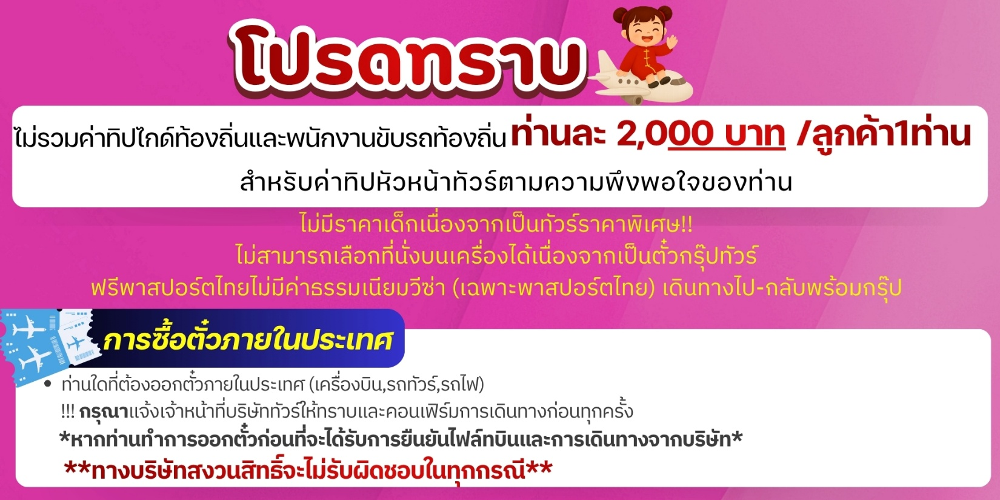 โปรดทราบ
ไม่รวมค่าทิปไกด์ท้องถิ่นและพนักงานขับรถท้องถิ่น ท่านละ 2,000 บาท /ลูกค้า1ท่าน
สำหรับค่าทิปหัวหน้าทัวร์ตามความพึงพอใจของท่าน
ไม่มีราคาเด็กเนื่องจากเป็นทัวร์ราคาพิเศษ!!
ไม่สามารถเลือกที่นั่งบนเครื่องได้เนื่องจากเป็นตั๋วกรุ๊ปทัวร์
ฟรีพาสปอร์ตไทยไม่มีค่าธรรมเนียมวีซ่า (เฉพาะพาสปอร์ตไทย) เดินทางไป-กลับพร้อมกรุ๊ป
การซื้อตั๋วภายในประเทศ
• ท่านใดที่ต้องออกตั๋วภายในประเทศ (เครื่องบิน,รถทัวร์,รถไฟ)
!!! กรุณาแจ้งเจ้าหน้าที่บริษัททัวร์ให้ทราบและคอนเฟิร์มการเดินทางก่อนทุกครั้ง
*หากท่านทำการออกตั๋วก่อนที่จะได้รับการยืนยันไฟล์ทบินและการเดินทางจากบริษัท*
**ทางบริษัทสงวนสิทธิ์จะไม่รับผิดชอบในทุกกรณี**